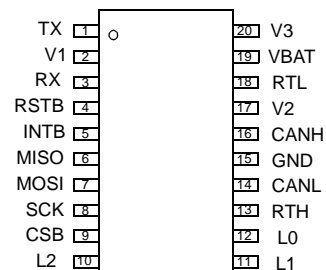 TX 1 20 V3
V1 2 19 VBAT
RX 3 18 RTL
RSTB 4 17 V2
INTB 5 16 CANH
MISO 6 15 GND
MOSI 7 14 CANL
SCK 8 13 RTH
CSB 9 12 L0
L2 10 11 L1